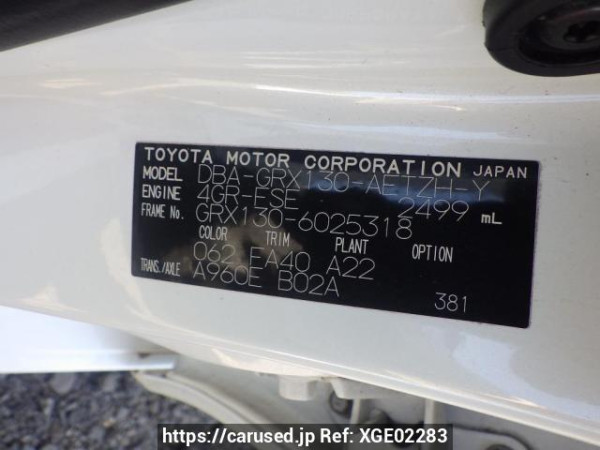 TOYOTA MOTOR CORPORATION JAPAN
MODEL DBA-GRX130-AETZH-Y
ENGINE 4GR-FSE 2499 mL
FRAME No. GRX130-6025318
COLOR TRIM PLANT OPTION
062 FA40 A22
TRANS./AXLE A960E B02A
381
https://carused.jp Ref: XGE02283